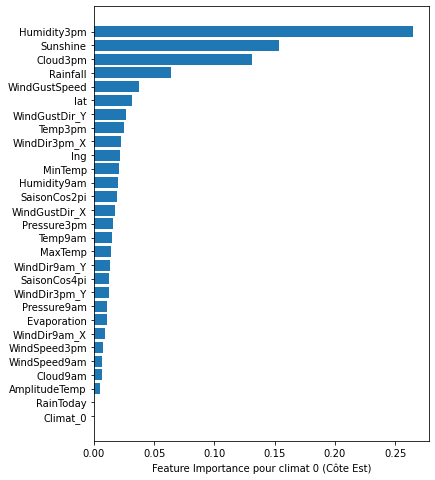 Humidity3pm
Sunshine
Cloud3pm
Rainfall
WindGustSpeed
lat
WindGustDir_Y
Temp3pm
WindDir3pm_X
lng
MinTemp
Humidity9am
SaisonCos2pi
WindGustDir_X
Pressure3pm
Temp9am
MaxTemp
WindDir9am_Y
SaisonCos4pi
WindDir3pm_Y
Pressure9am
Evaporation
WindDir9am_X
WindSpeed3pm
WindSpeed9am
Cloud9am
AmplitudeTemp
RainToday
Climat_0
0.00 0.05 0.10 0.15 0.20 0.25
Feature Importance pour climat 0 (Côte Est)